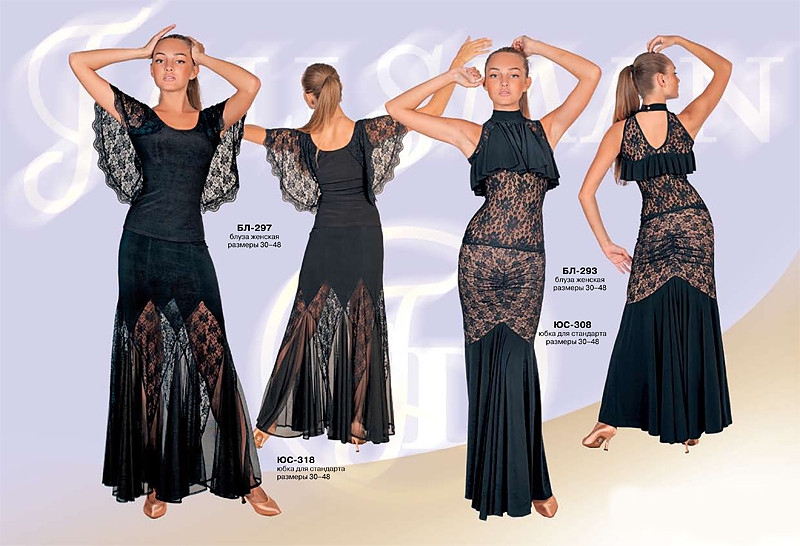 БЛ-297
блуза женская
размеры 30-48
БЛ-293
блуза женская
размеры 30-48
ЮС-308
юбка для стандарта
размеры 30-48
ЮС-318
юбка для стандарта
размеры 30-48